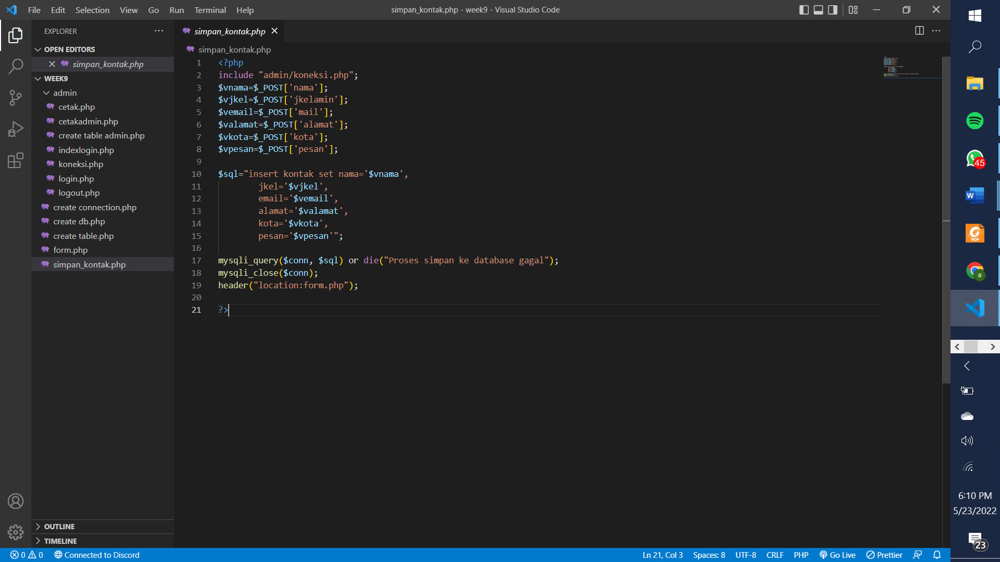 File Edit Selection View Go Run Terminal Help
simpan_kontak.php - week9 - Visual Studio Code
EXPLORER
OPEN EDITORS
simpan_kontak.php
WEEK9
admin
cetak.php
cetakadmin.php
create table admin.php
indexlogin.php
koneksi.php
login.php
logout.php
create connection.php
create db.php
create table.php
form.php
simpan_kontak.php
OUTLINE
TIMELINE
simpan_kontak.php
simpan_kontak.php
1 <?php
2 include "admin/koneksi.php";
3 $vnama=$_POST['nama'];
4 $vjkel=$_POST['jkelamin'];
5 $vemail=$_POST['mail'];
6 $valamat=$_POST['alamat'];
7 $vkota=$_POST['kota'];
8 $vpesan=$_POST['pesan'];
9
10 $sql="insert kontak set nama='$vnama',
11 jkel='$vjkel',
12 email='$vemail',
13 alamat='$valamat',
14 kota='$vkota',
15 pesan='$vpesan'";
16
17 mysqli_query($conn, $sql) or die("Proses simpan ke database gagal");
18 mysqli_close($conn);
19 header("location:form.php");
20
21 ?>
45
W
PDF
a
6:10 PM
5/23/2022
23
0 0 Connected to Discord
Ln 21, Col 3 Spaces: 8 UTF-8 CRLF PHP Go Live Prettier